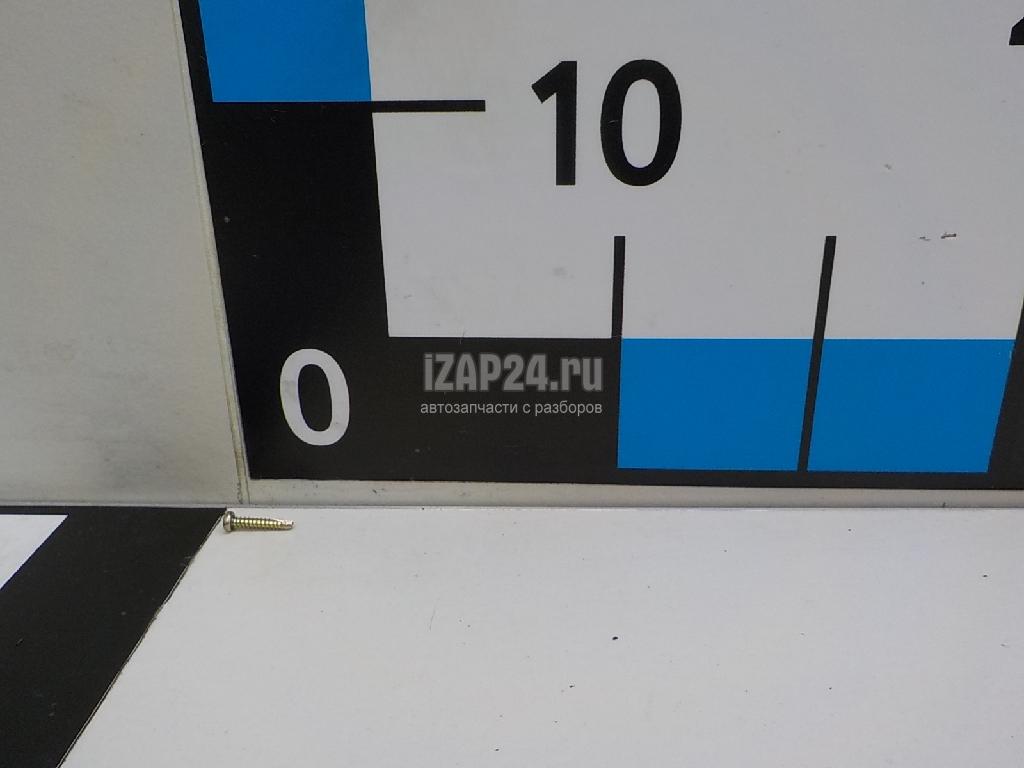 10
0
iZAP24.ru
автозапчасти с разборов